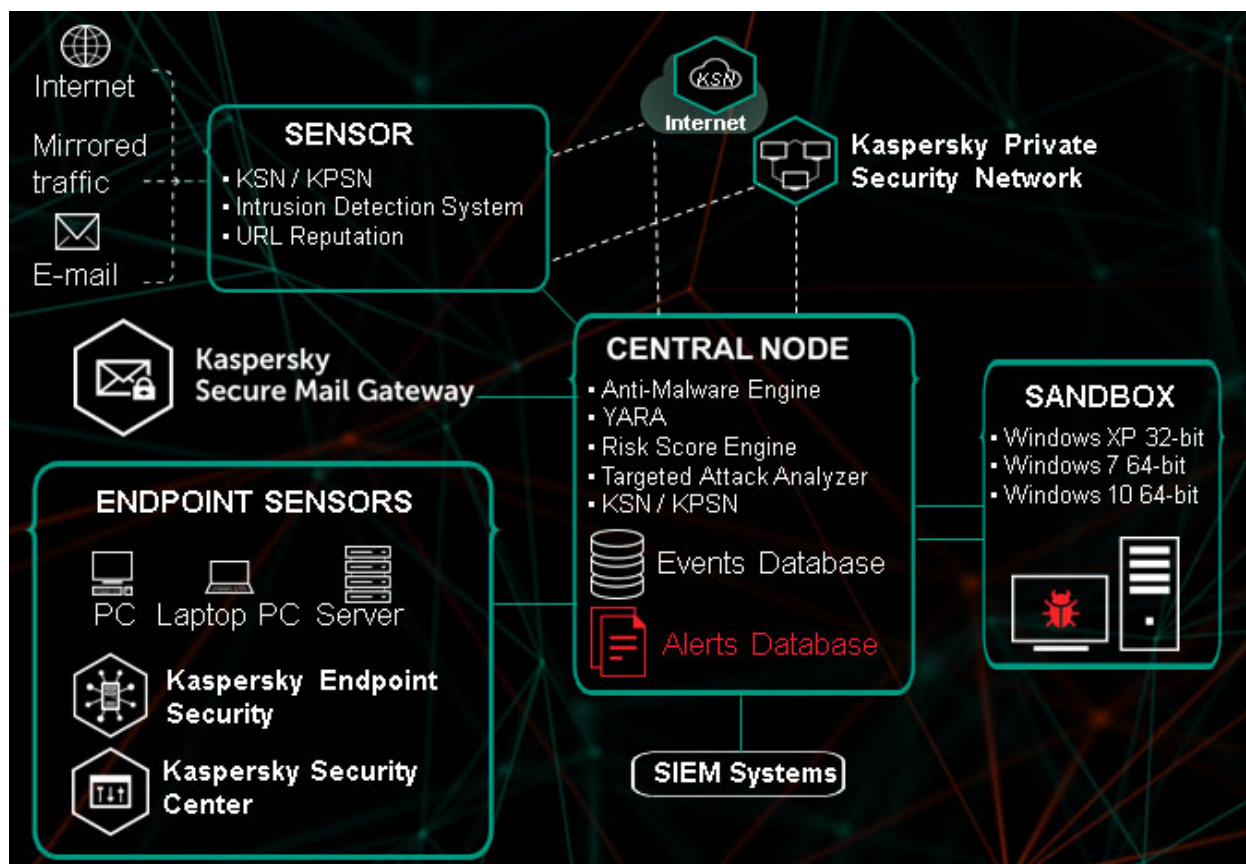 Internet
Mirrored
traffic
E-mail
SENSOR
▪ KSN / KPSN
▪ Intrusion Detection System
▪ URL Reputation
KSN
Internet
Kaspersky Private
Security Network
Kaspersky
Secure Mail Gateway
CENTRAL NODE
▪ Anti-Malware Engine
▪ YARA
▪ Risk Score Engine
▪ Targeted Attack Analyzer
▪ KSN / KPSN
Events Database
Alerts Database
SANDBOX
▪ Windows XP 32-bit
▪ Windows 7 64-bit
▪ Windows 10 64-bit
ENDPOINT SENSORS
PC Laptop PC Server
Kaspersky Endpoint
Security
Kaspersky Security
Center
SIEM Systems